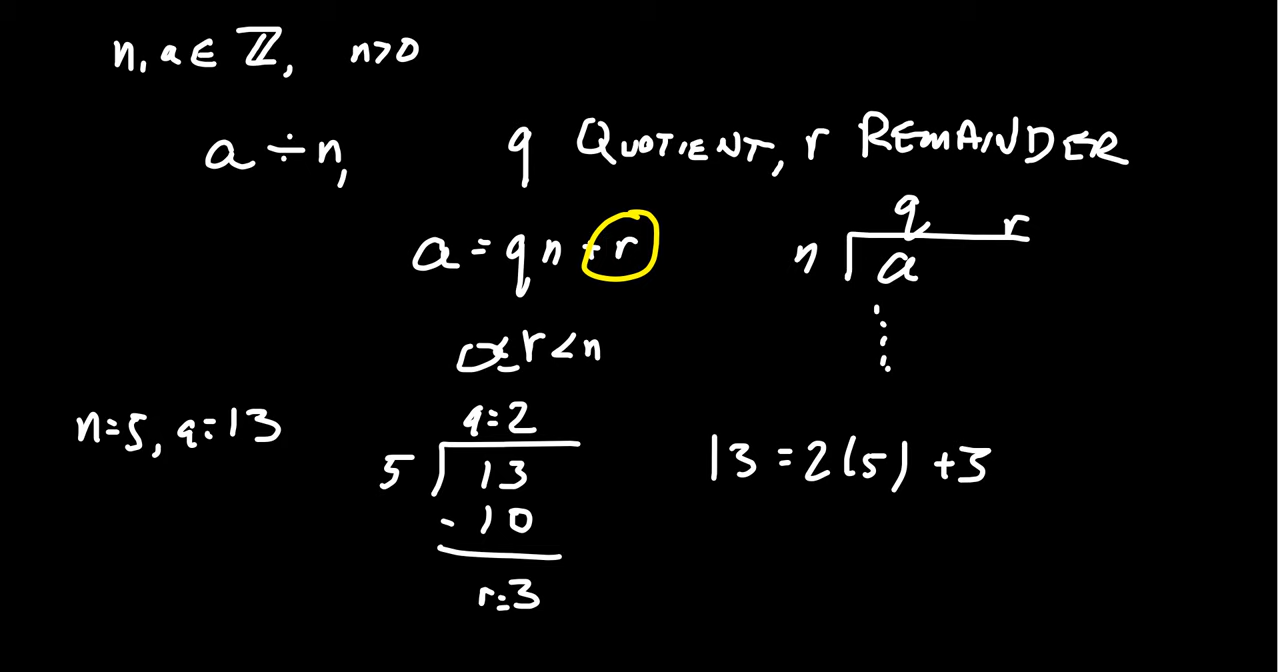 n, a ∈ ℤ, n>0
a ÷ n, q QUOTIENT, r REMAINDER
q r
a = qn + r n a
0 ≤ r < n
n=5, a=13
q=2
5 13
13 = 2(5) + 3
- 10
r=3